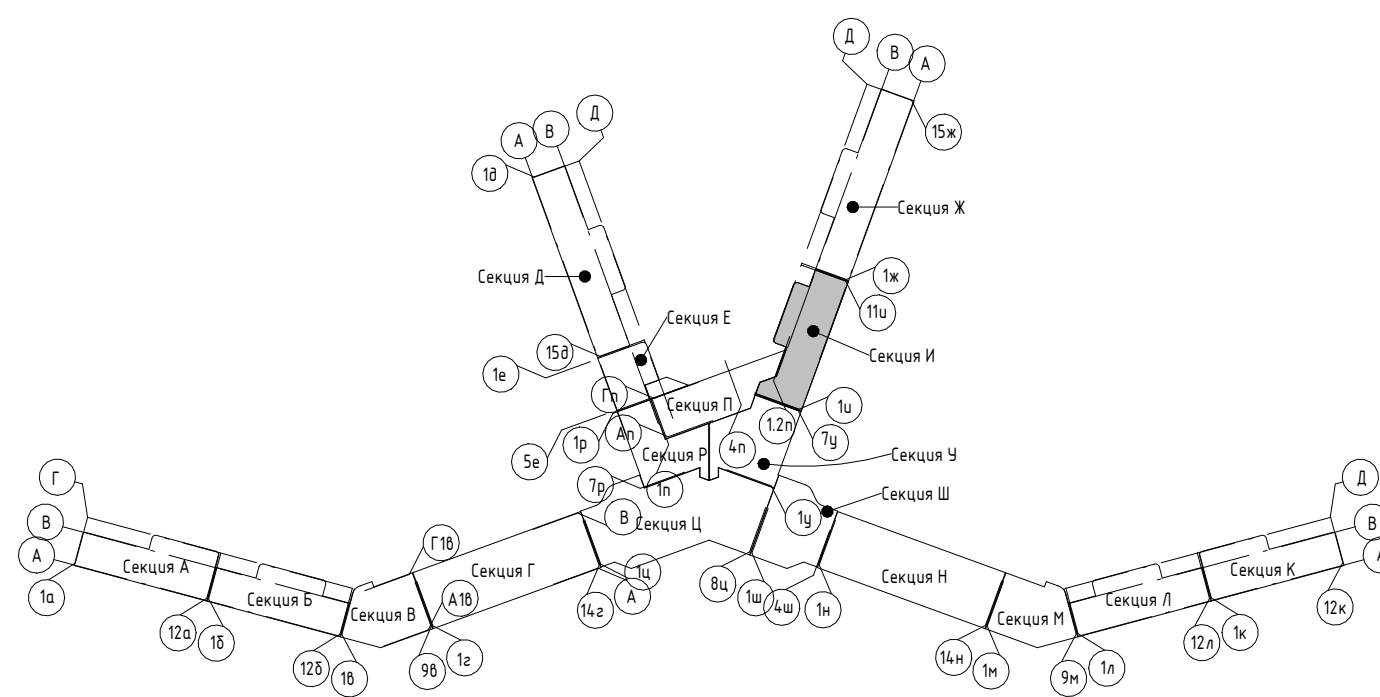 Д
В
А
15ж
Д
В
А
1д
Секция Ж
Секция Д
1ж
11и
Секция Е
Секция И
15д
1е
Гп
Секция П
1и
1.2п
7у
Ап
1р
4п
5е
Секция Р
Секция У
7р
1п
Г
Д
Секция Ш
В
Секция Ц
1у
В
В
А
Г1в
А
Секция А
Секция Г
1ц
Секция Н
Секция К
1а
Секция Б
А1в
14г
А
8ц
1ш
4ш
1н
Секция Л
12к
Секция В
Секция М
12а
1б
12л
1к
12б
1в
9в
1г
14н
1м
9м
1л